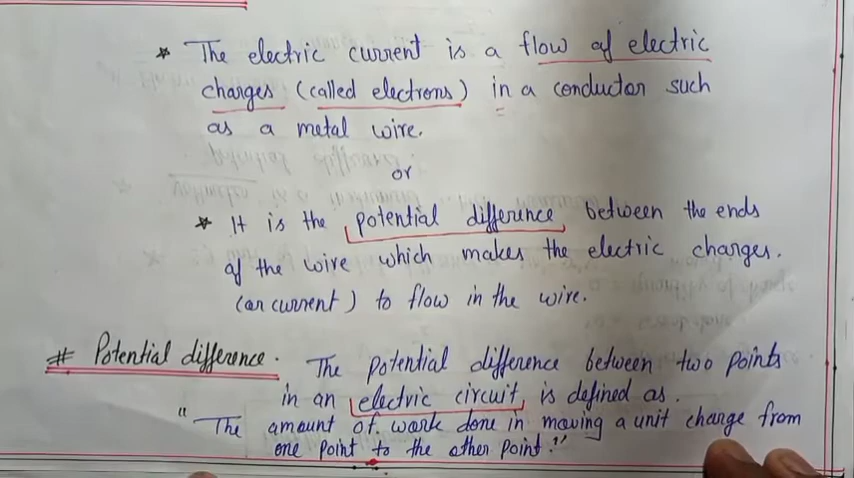 * The electric current is a flow of electric
charges (called electrons) in a conductor such
as a metal wire.
or
* It is the potential difference between the ends
of the wire which makes the electric charges.
(or current) to flow in the wire.
# Potential difference. The potential difference between two points
in an electric circuit, is defined as.
"The amount of. work done in moving a unit charge from
one point to the other point."